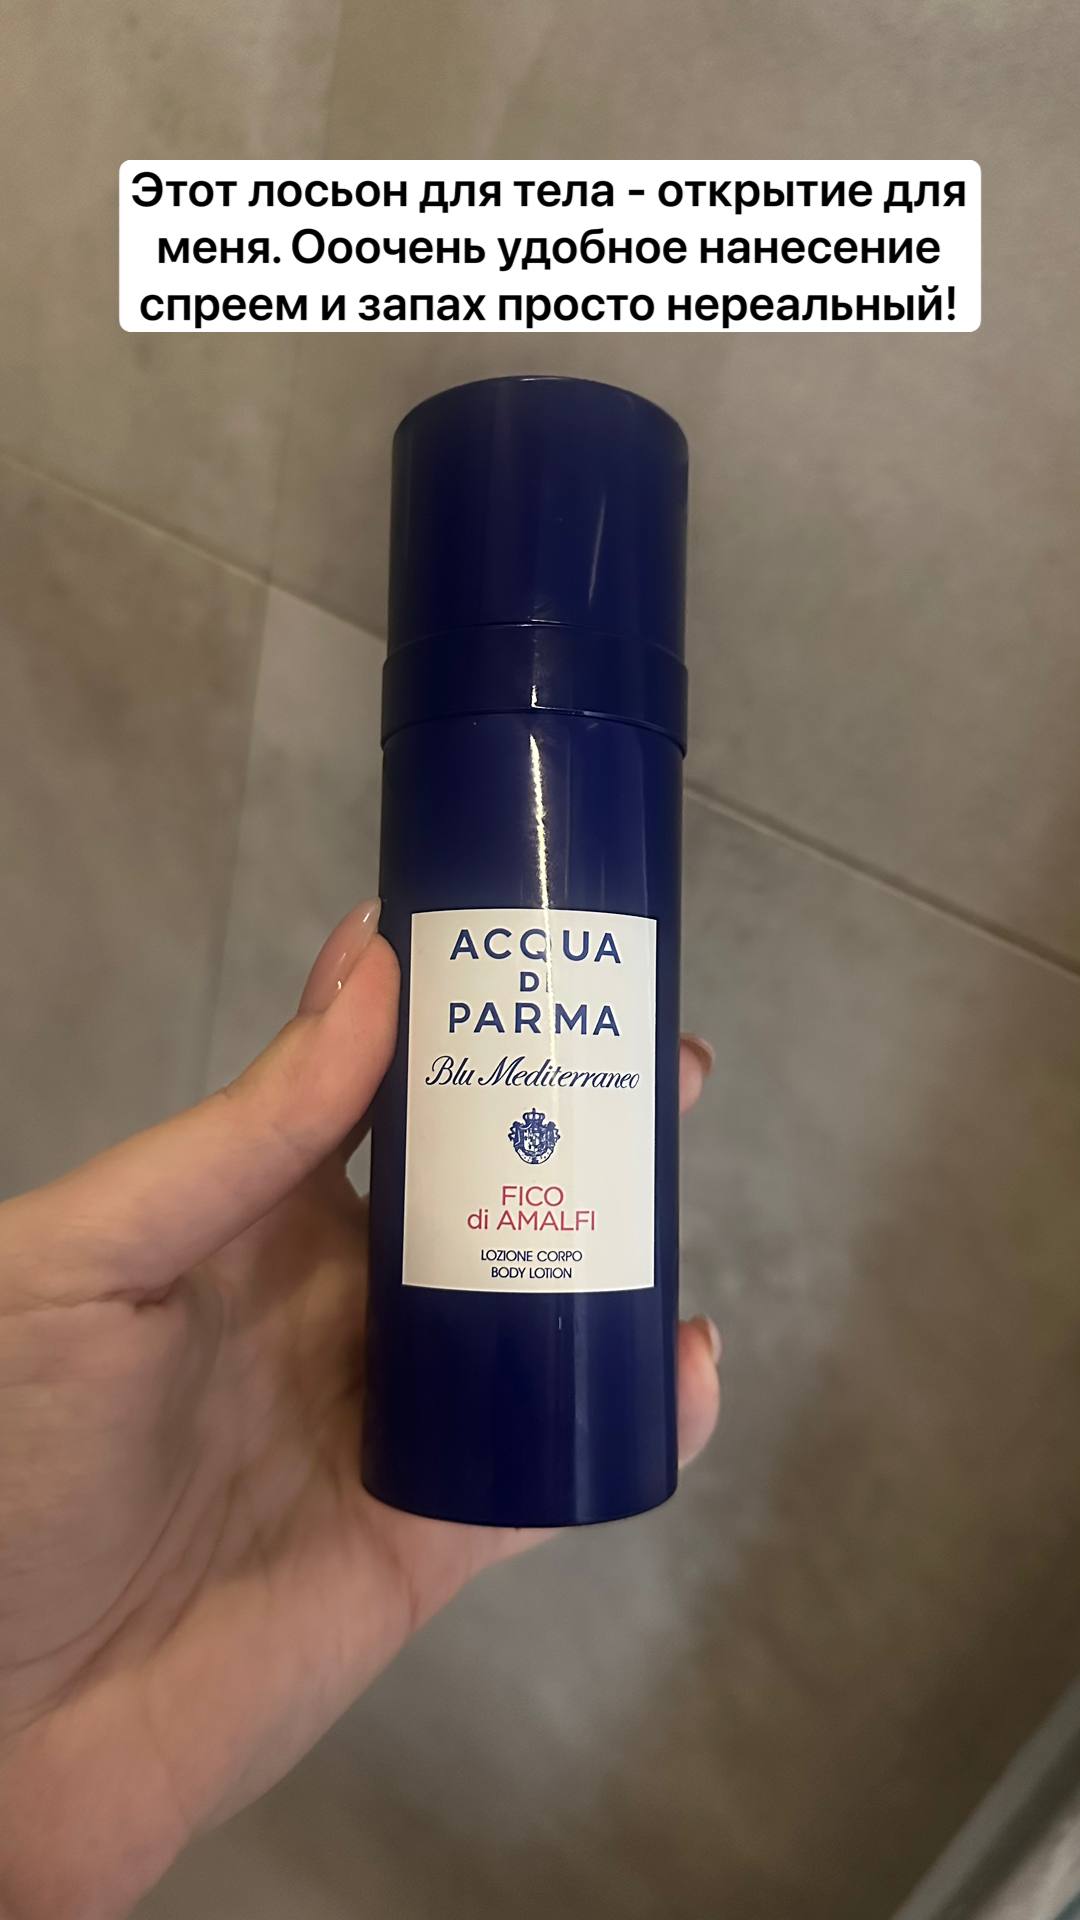 Этот лосьон для тела - открытие для
меня. Ооочень удобное нанесение
спреем и запах просто нереальный!
ACQUA
DI
PARMA
Blu Mediterraneo
FICO
di AMALFI
LOZIONE CORPO
BODY LOTION